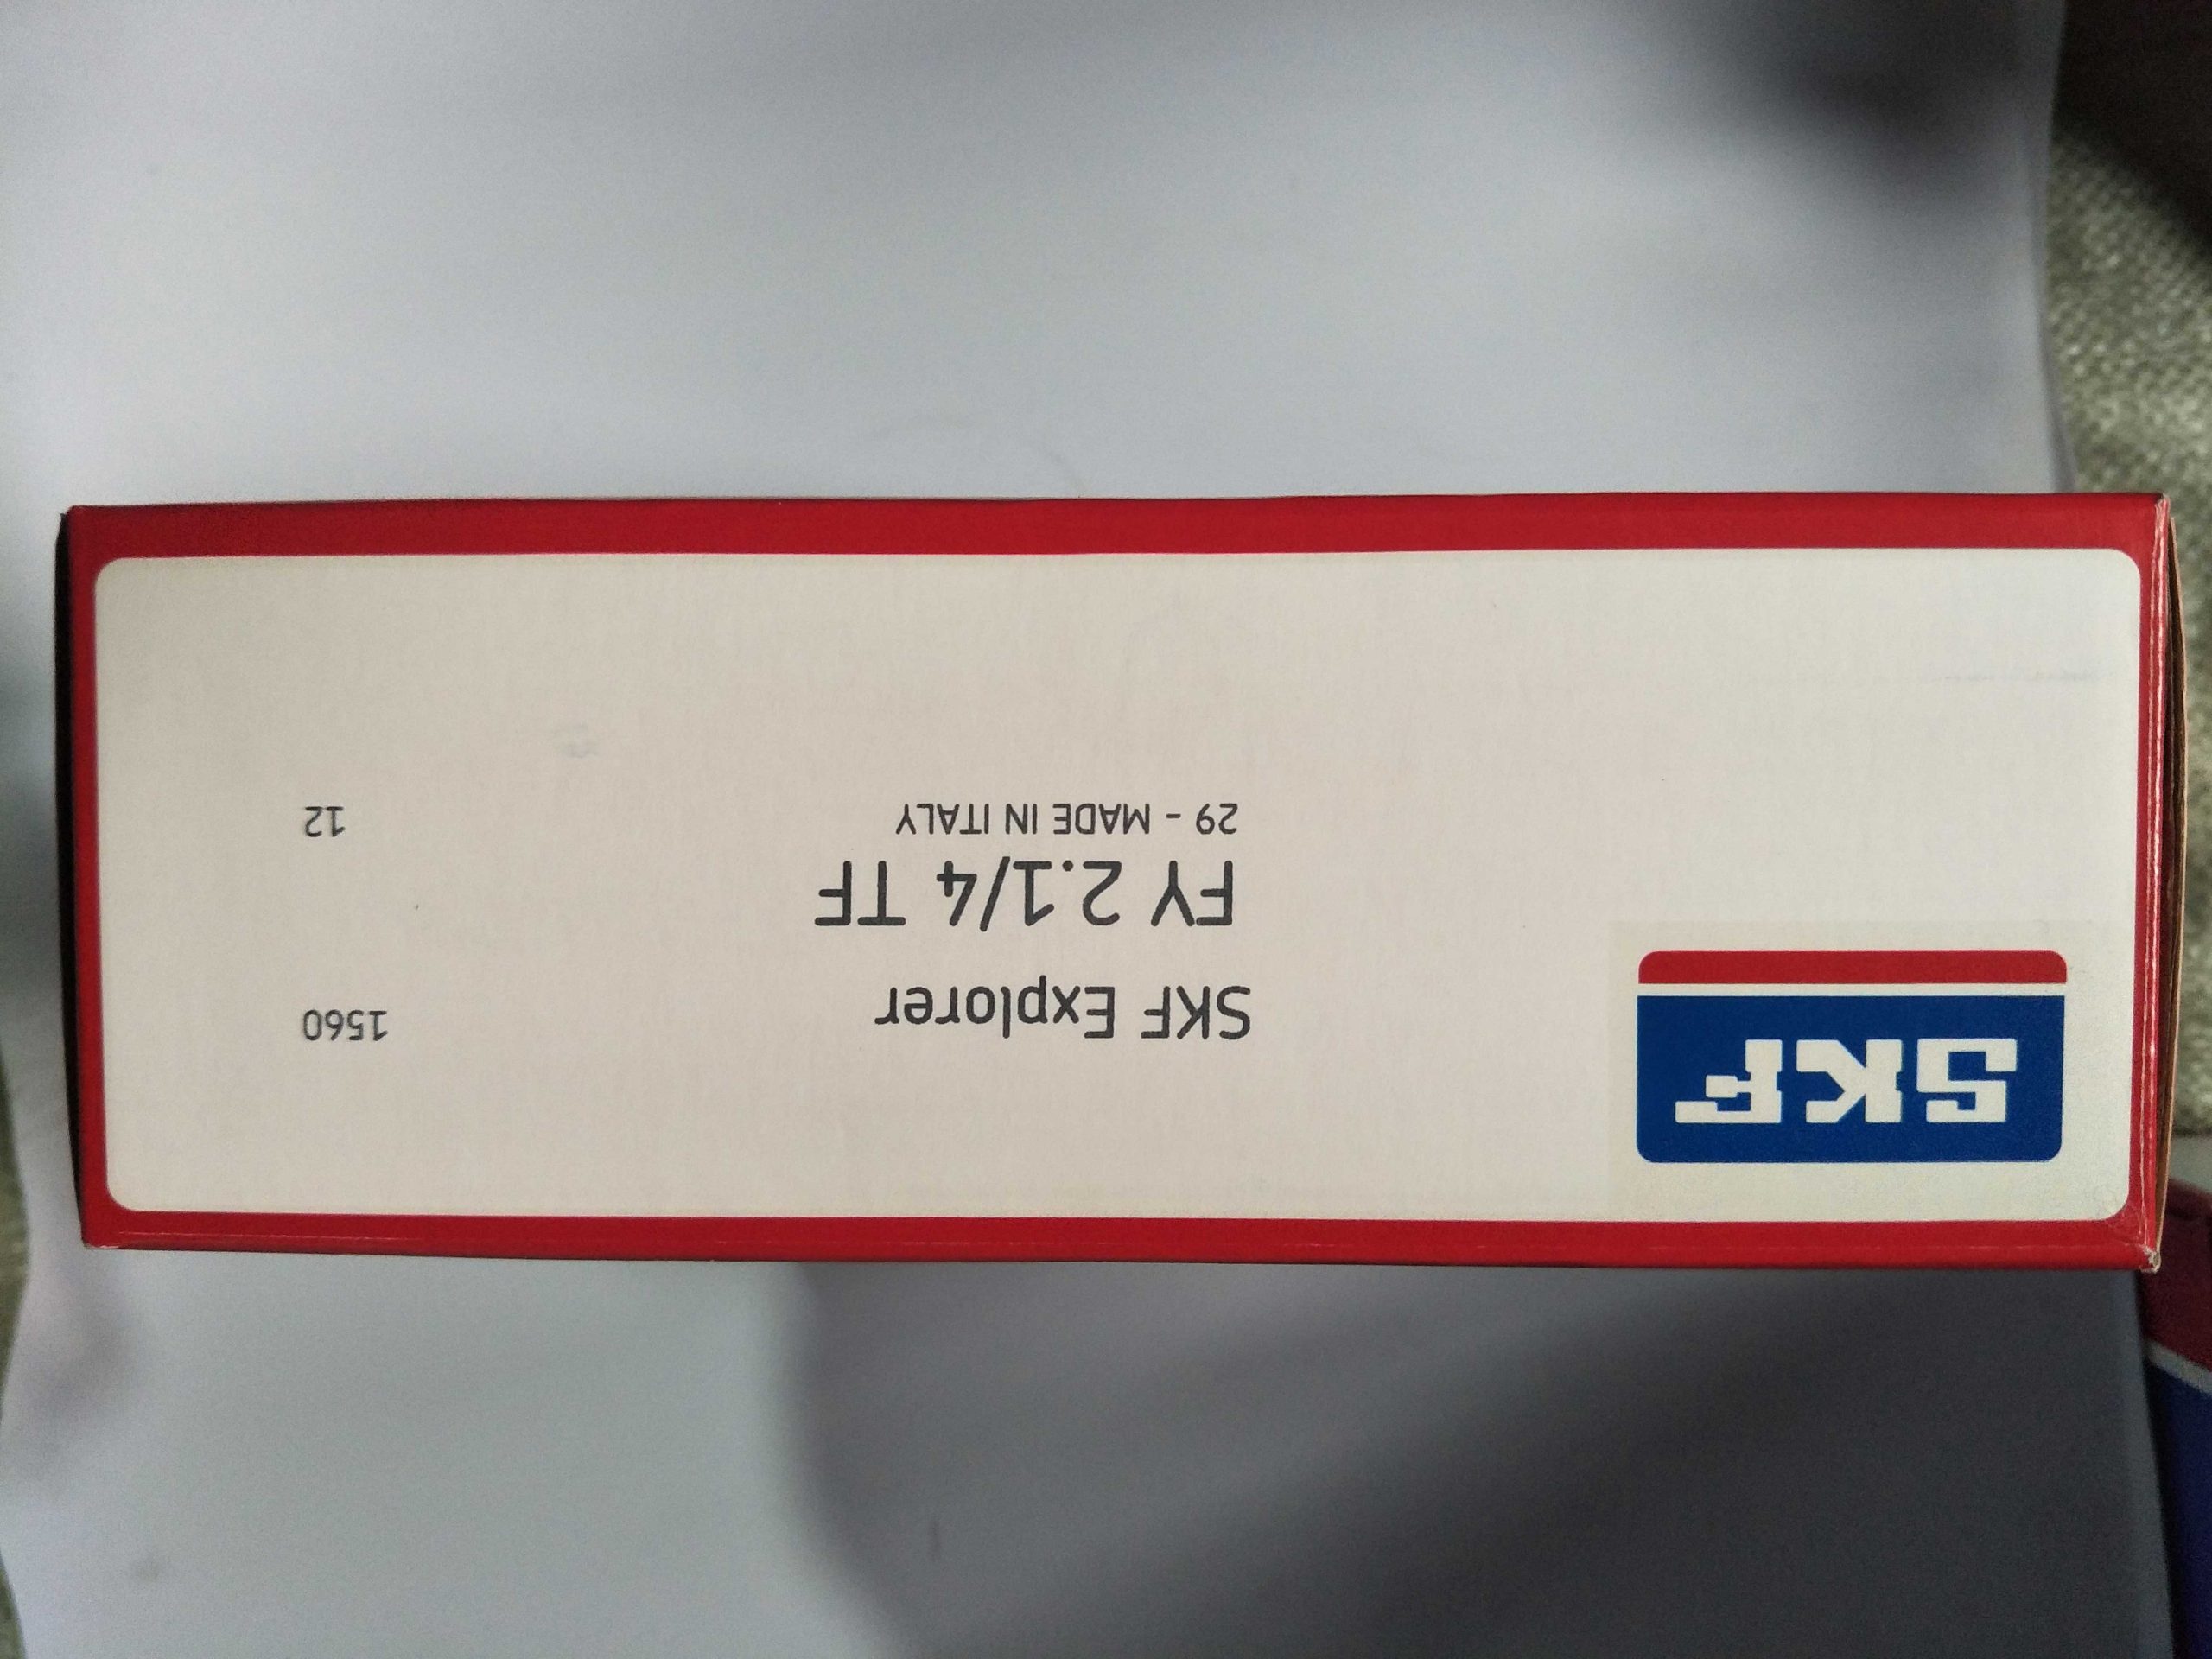 SKF
SKF Explorer
1560
FY 2.1/4 TF
29 - MADE IN ITALY
12